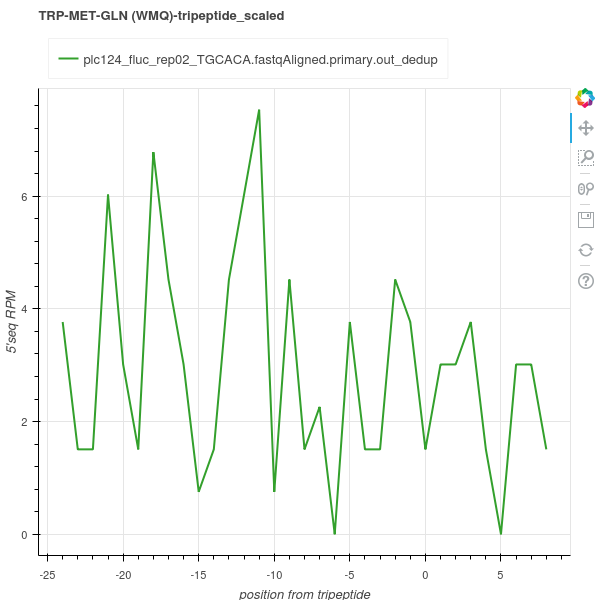 TRP-MET-GLN (WMQ)-tripeptide_scaled
plc124_fluc_rep02_TGCACA.fastqAligned.primary.out_dedup
6
4
2
0
5'seq RPM
-25 -20 -15 -10 -5 0 5
position from tripeptide